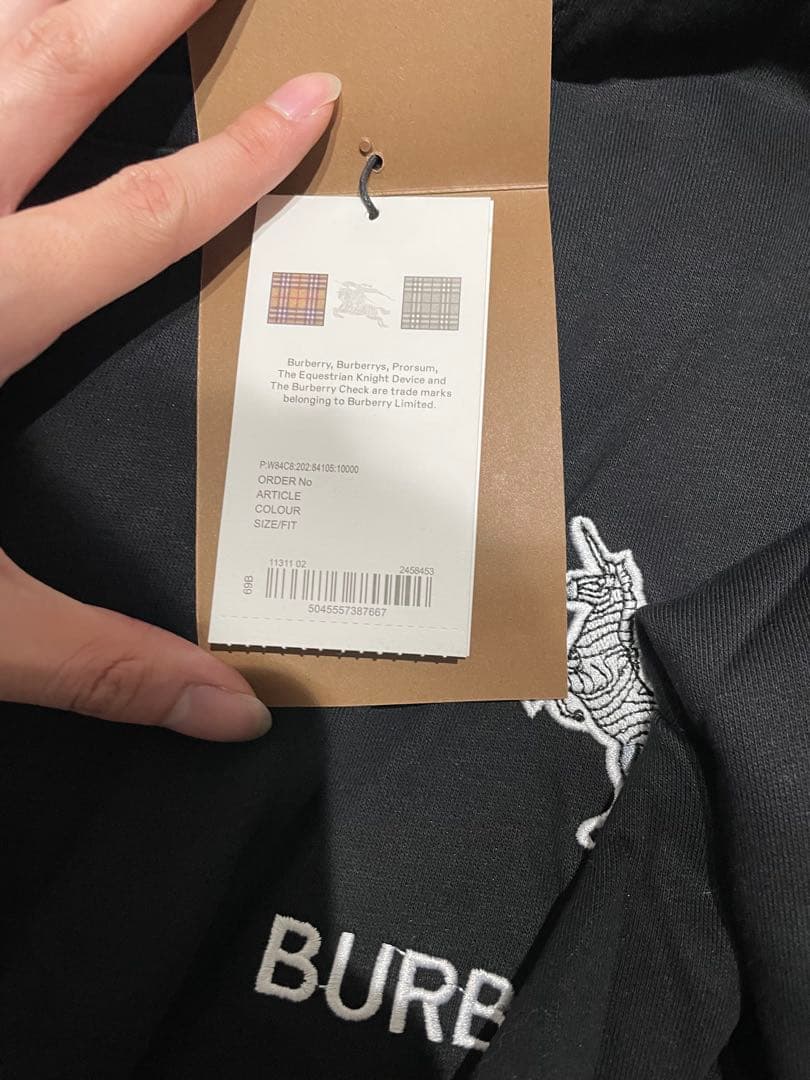 Burberry, Burberrys, Prorsum,
The Equestrian Knight Device and
The Burberry Check are trade marks
belonging to Burberry Limited.
P:W84C8:202:84105:10000
ORDER No
ARTICLE
COLOUR
SIZE/FIT
11311 02 2458453
69B
5045557387667
BURB